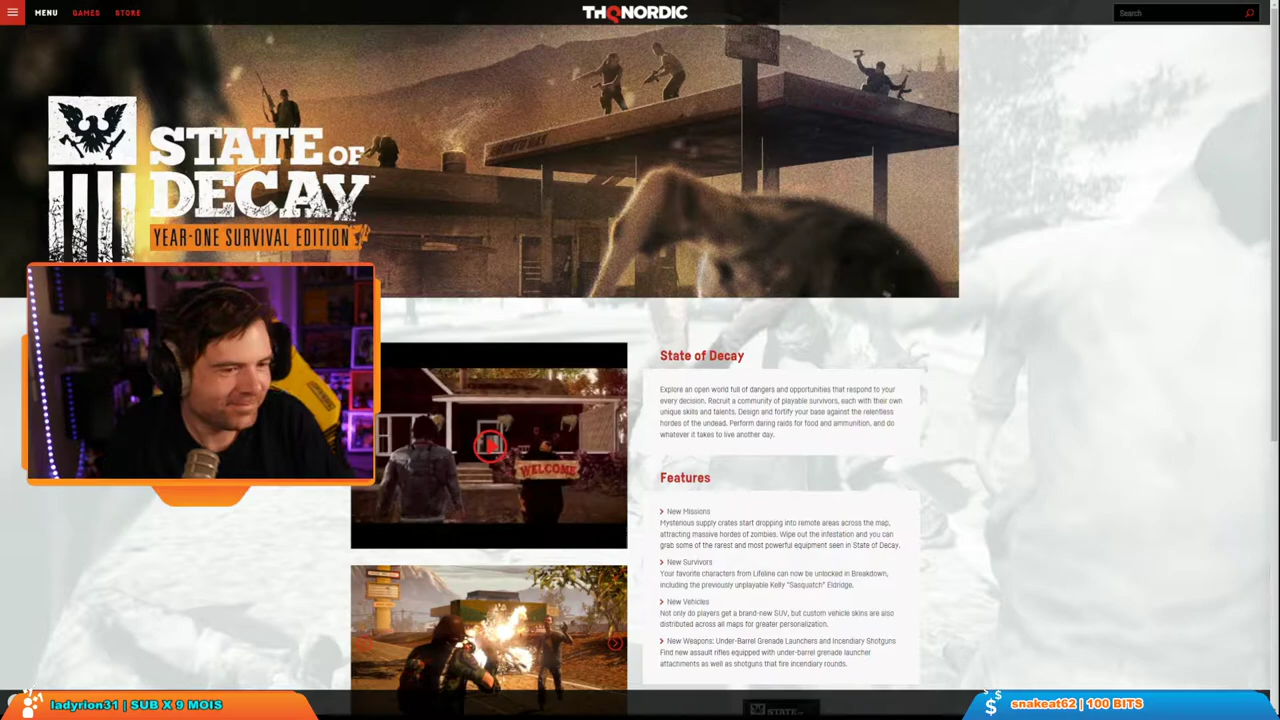 MENU GAMES STORE
THQ NORDIC
Search
STATE OF
DECAY
YEAR-ONE SURVIVAL EDITION
WELCOME
State of Decay
Explore an open world full of dangers and opportunities that respond to your
every decision. Recruit a community of playable survivors, each with their own
unique skills and talents. Design and fortify your base against the relentless
hordes of the undead. Perform daring raids for food and ammunition, and do
whatever it takes to live another day.
Features
New Missions
Mysterious supply crates start dropping into remote areas across the map,
attracting massive hordes of zombies. Wipe out the infestation and you can
grab some of the rarest and most powerful equipment seen in State of Decay.
New Survivors
Your favorite characters from Lifeline can now be unlocked in Breakdown,
including the previously unplayable Kelly "Sasquatch" Eldridge.
New Vehicles
Not only do players get a brand-new SUV, but custom vehicle skins are also
distributed across all maps for greater personalization.
New Weapons: Under-Barrel Grenade Launchers and Incendiary Shotguns
Find new assault rifles equipped with under-barrel grenade launcher
attachments as well as shotguns that fire incendiary rounds.
STATE OF
ladyrion31 | SUB X 9 MOIS
snakeat62 | 100 BITS